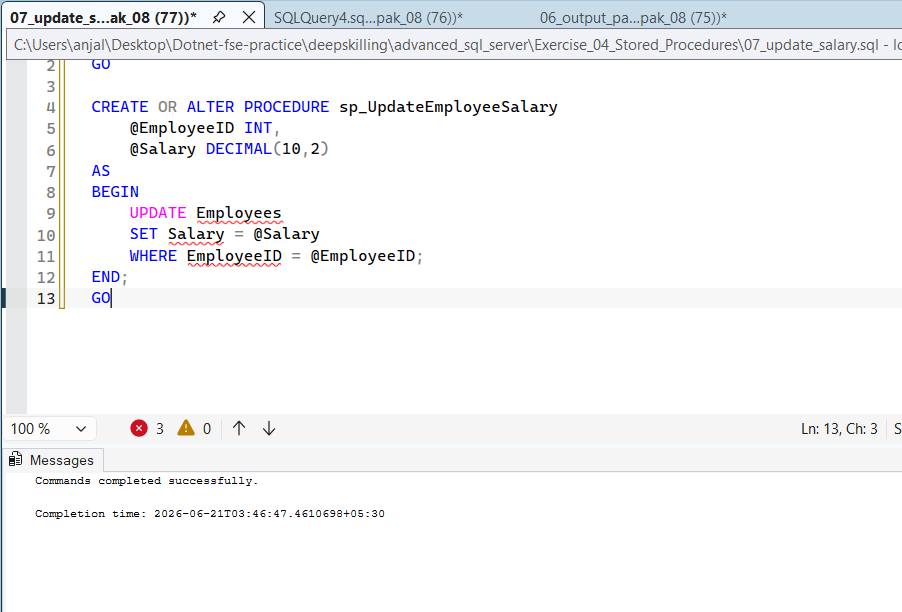 07_update_s...ak_08 (77))* SQLQuery4.sq...pak_08 (76))* 06_output_pa...pak_08 (75))*
C:\Users\anjal\Desktop\Dotnet-fse-practice\deepskilling\advanced_sql_server\Exercise_04_Stored_Procedures\07_update_salary.sql - lo
2 GO
3
4 CREATE OR ALTER PROCEDURE sp_UpdateEmployeeSalary
5 @EmployeeID INT,
6 @Salary DECIMAL(10,2)
7 AS
8 BEGIN
9 UPDATE Employees
10 SET Salary = @Salary
11 WHERE EmployeeID = @EmployeeID;
12 END;
13 GO
100 % 3 0 Ln: 13, Ch: 3 S
Messages
Commands completed successfully.
Completion time: 2026-06-21T03:46:47.4610698+05:30